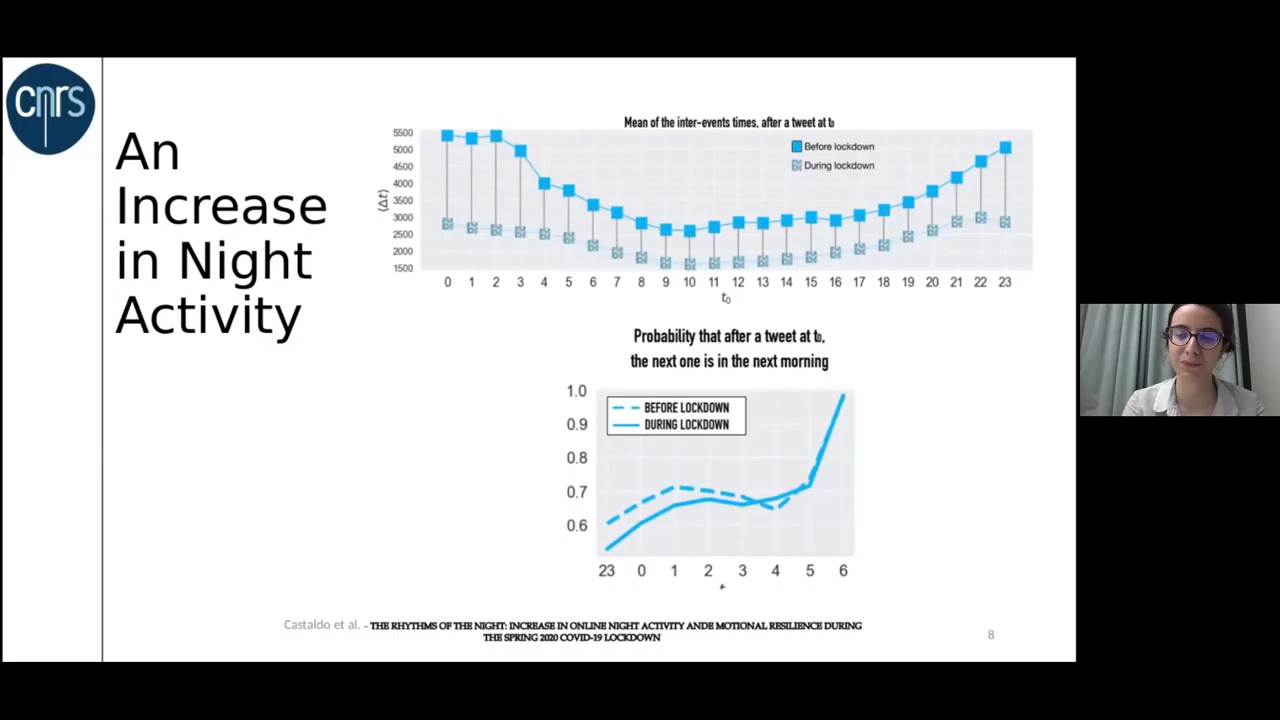 cnrs
An
Increase
in Night
Activity
Mean of the inter-events times, after a tweet at t₀
Before lockdown
During lockdown
5500
5000
4500
4000
3500
3000
2500
2000
1500
⟨Δt⟩
0 1 2 3 4 5 6 7 8 9 10 11 12 13 14 15 16 17 18 19 20 21 22 23
t₀
Probability that after a tweet at t₀,
the next one is in the next morning
BEFORE LOCKDOWN
DURING LOCKDOWN
1.0
0.9
0.8
0.7
0.6
23 0 1 2 3 4 5 6
Castaldo et al. – THE RHYTHMS OF THE NIGHT: INCREASE IN ONLINE NIGHT ACTIVITY ANDE MOTIONAL RESILIENCE DURING
THE SPRING 2020 COVID-19 LOCKDOWN
8